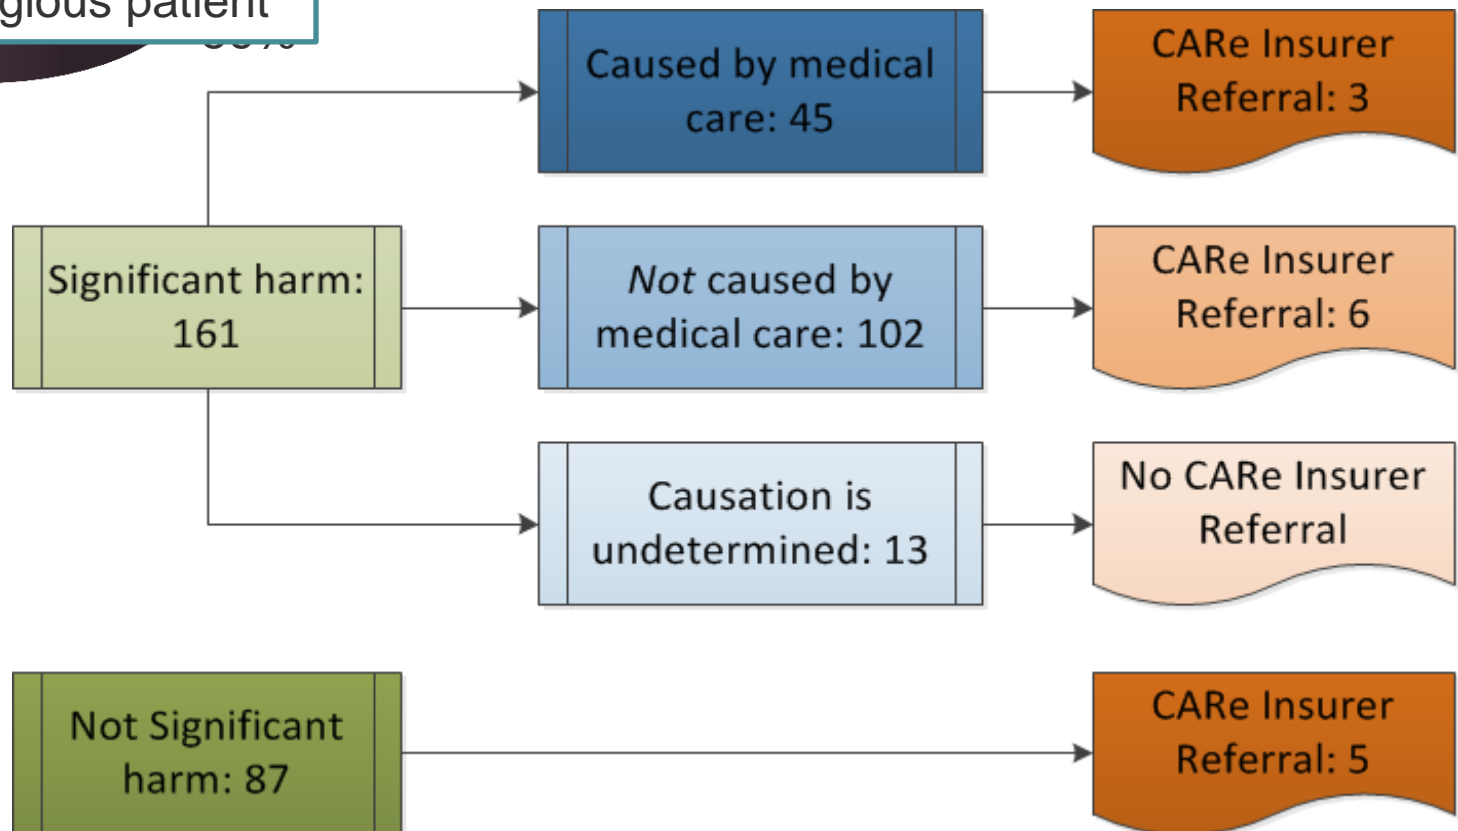 patient
Caused by medical
care: 45
CARe Insurer
Referral: 3
Significant harm:
161
Not caused by
medical care: 102
CARe Insurer
Referral: 6
Causation is
undetermined: 13
No CARe Insurer
Referral
Not Significant
harm: 87
CARe Insurer
Referral: 5